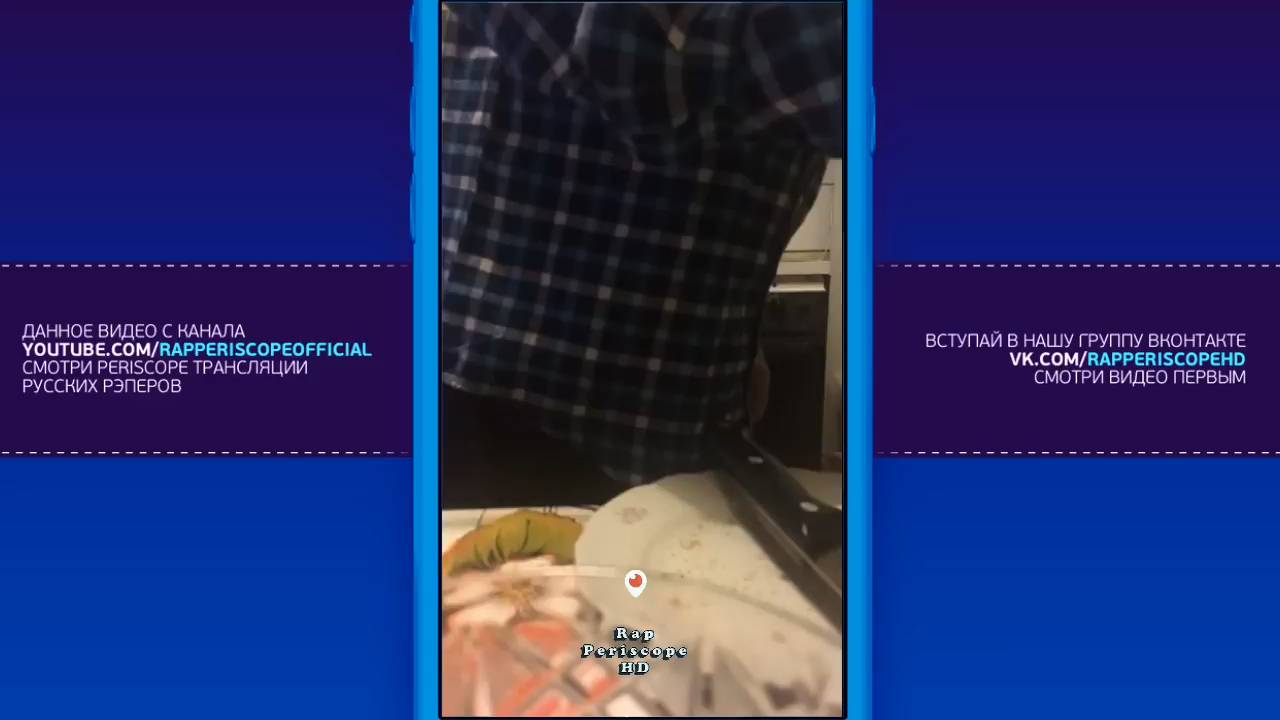 ДАННОЕ ВИДЕО С КАНАЛА
YOUTUBE.COM/RAPPERISCOPEOFFICIAL
СМОТРИ PERISCOPE ТРАНСЛЯЦИИ
РУССКИХ РЭПЕРОВ
ВСТУПАЙ В НАШУ ГРУППУ ВКОНТАКТЕ
VK.COM/RAPPERISCOPEHD
СМОТРИ ВИДЕО ПЕРВЫМ
Rap
Periscope
HD